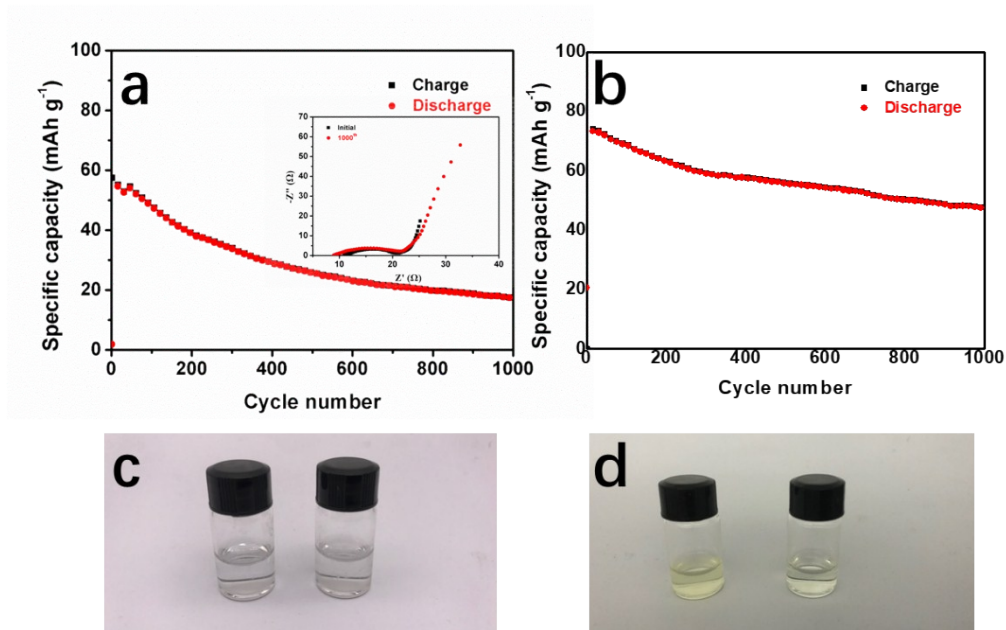 a
Charge
Discharge
Specific capacity (mAh g⁻¹)
100
80
60
40
20
0
0
200
400
600
800
1000
Cycle number
Initial
1000ᵗʰ
-Z'' (Ω)
60
50
40
30
20
10
0
0
10
20
30
40
Z' (Ω)
b
Charge
Discharge
Specific capacity (mAh g⁻¹)
100
80
60
40
20
0
0
200
400
600
800
1000
Cycle number
c
d